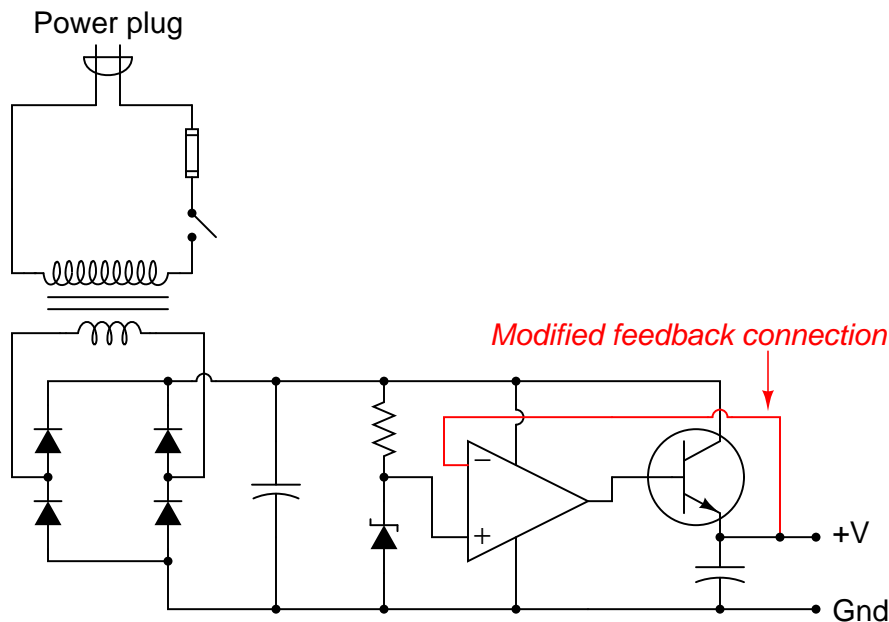 Power plug
Modified feedback connection
−
+
+V
Gnd